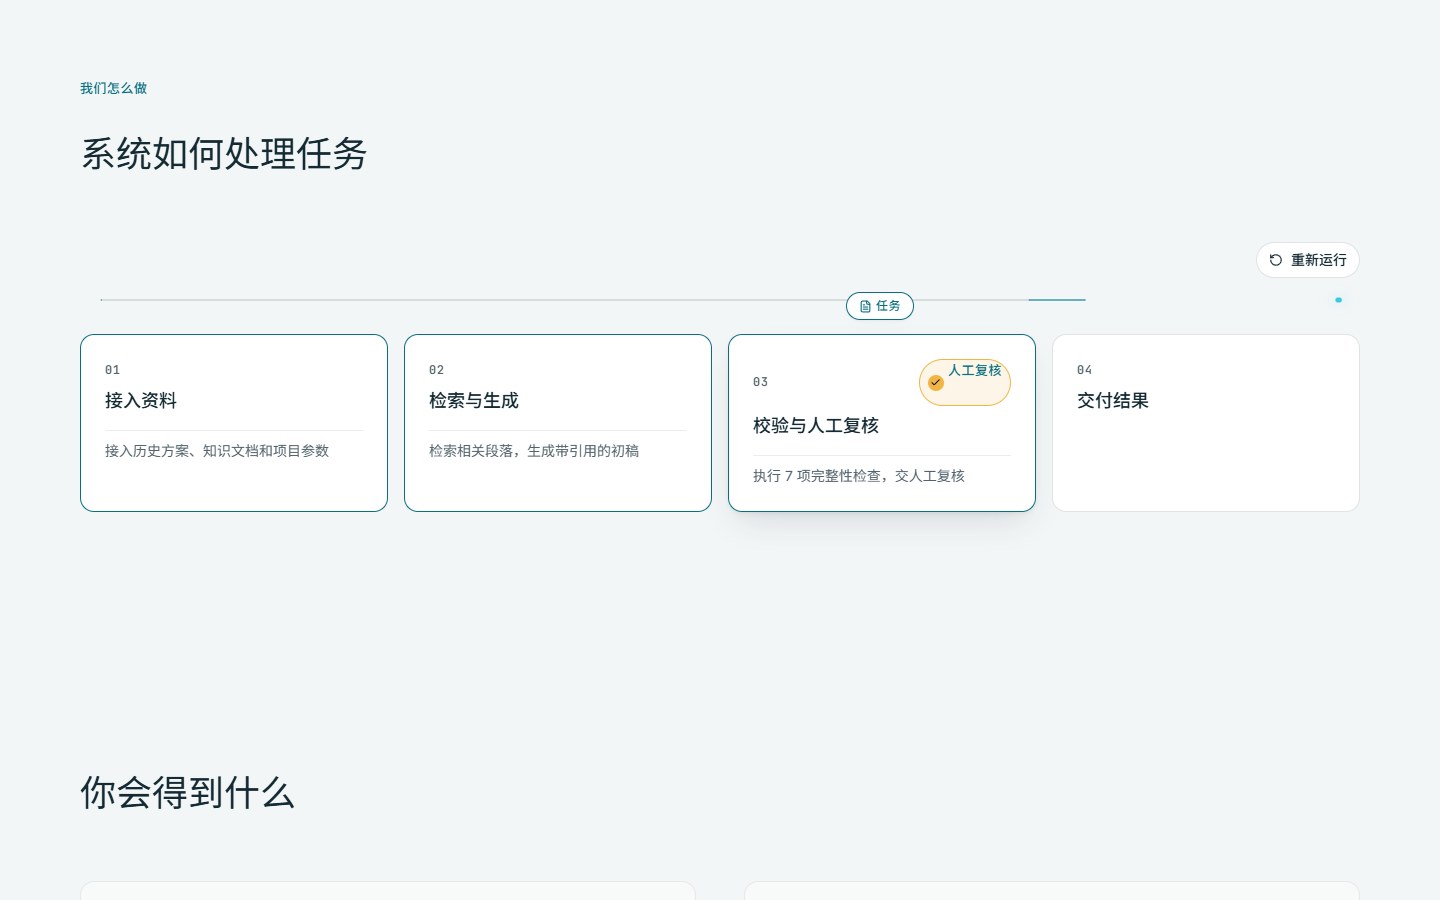 我们怎么做
系统如何处理任务
重新运行
任务
01
接入资料
接入历史方案、知识文档和项目参数
02
检索与生成
检索相关段落，生成带引用的初稿
03
人工复核
校验与人工复核
执行 7 项完整性检查，交人工复核
04
交付结果
你会得到什么